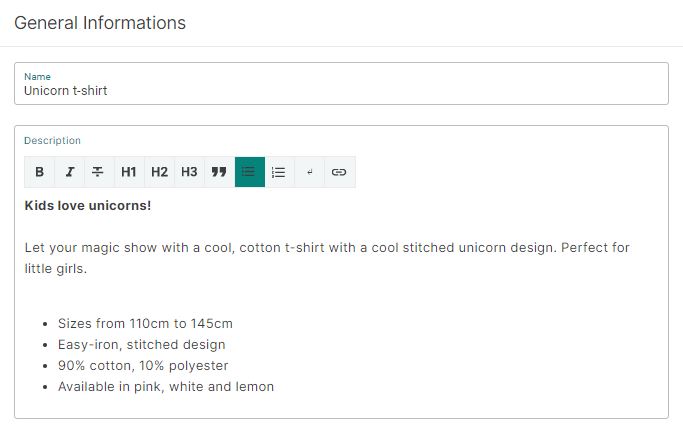 General Informations
Name
Unicorn t-shirt
Description
B I T H1 H2 H3
Kids love unicorns!
Let your magic show with a cool, cotton t-shirt with a cool stitched unicorn design. Perfect for
little girls.
• Sizes from 110cm to 145cm
• Easy-iron, stitched design
• 90% cotton, 10% polyester
• Available in pink, white and lemon